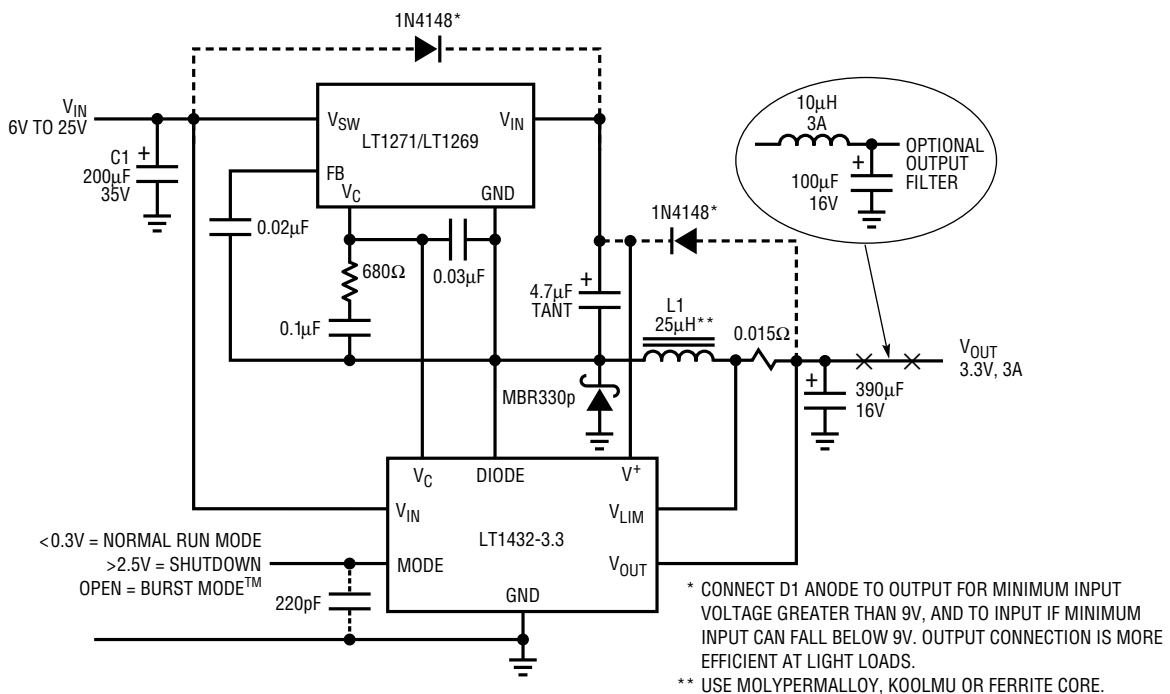 1N4148*
V_IN
6V TO 25V
C1
200µF
35V
+
V_SW
V_IN
LT1271/LT1269
FB
V_C
GND
0.02µF
680Ω
0.03µF
0.1µF
+
4.7µF
TANT
1N4148*
10µH
3A
OPTIONAL
OUTPUT
FILTER
+
100µF
16V
L1
25µH**
0.015Ω
V_OUT
3.3V, 3A
+
390µF
16V
MBR330p
V_C
DIODE
V+
V_IN
V_LIM
LT1432-3.3
MODE
V_OUT
GND
<0.3V = NORMAL RUN MODE
>2.5V = SHUTDOWN
OPEN = BURST MODE™
220pF
* CONNECT D1 ANODE TO OUTPUT FOR MINIMUM INPUT
VOLTAGE GREATER THAN 9V, AND TO INPUT IF MINIMUM
INPUT CAN FALL BELOW 9V. OUTPUT CONNECTION IS MORE
EFFICIENT AT LIGHT LOADS.
** USE MOLYPERMALLOY, KOOLMU OR FERRITE CORE.